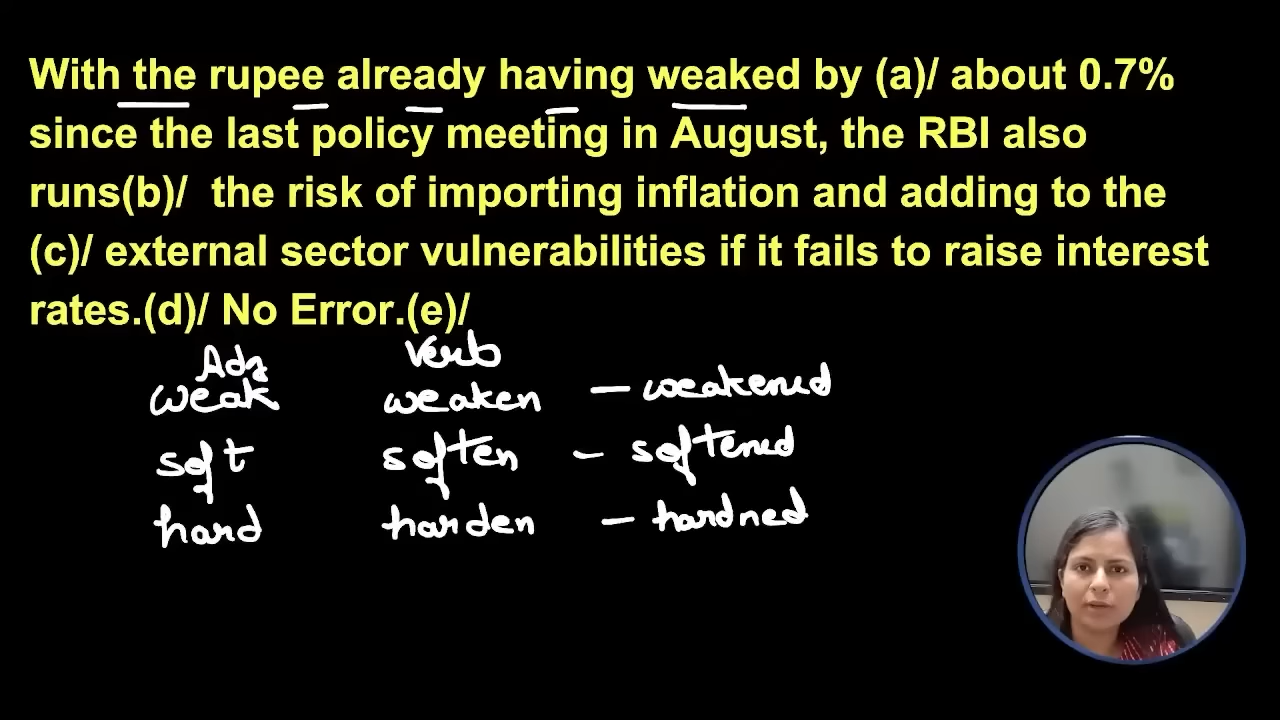 With the rupee already having weaked by (a)/ about 0.7%
since the last policy meeting in August, the RBI also
runs(b)/ the risk of importing inflation and adding to the
(c)/ external sector vulnerabilities if it fails to raise interest
rates.(d)/ No Error.(e)/
Adj Verb
weak weaken - weakened
soft soften - softened
hard harden - hardned